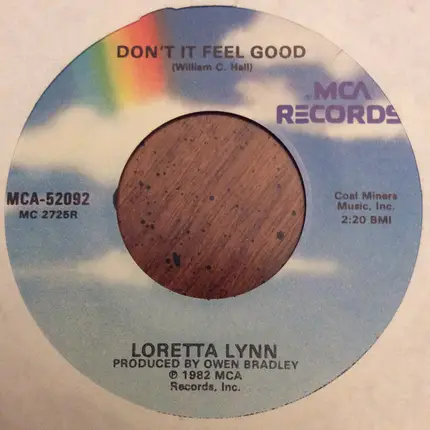 DON'T IT FEEL GOOD
(William C. Hall)
MCA
RECORDS
MCA-52092
MC 2725R
Coal Miners
Music, Inc.
2:20 BMI
LORETTA LYNN
PRODUCED BY OWEN BRADLEY
℗ 1982 MCA
Records, Inc.